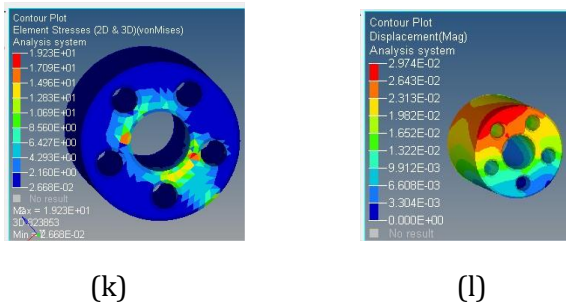 Contour Plot
Element Stresses (2D & 3D)(vonMises)
Analysis system
1.923E+01
1.709E+01
1.496E+01
1.283E+01
1.069E+01
8.560E+00
6.427E+00
4.293E+00
2.160E+00
2.668E-02
No result
Max = 1.923E+01
3D 323853
Min = 2.668E-02
Contour Plot
Displacement(Mag)
Analysis system
2.974E-02
2.643E-02
2.313E-02
1.982E-02
1.652E-02
1.322E-02
9.912E-03
6.608E-03
3.304E-03
0.000E+00
No result
(k)
(l)